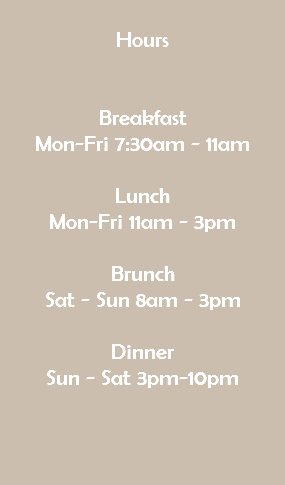 Hours
Breakfast
Mon-Fri 7:30am - 11am
Lunch
Mon-Fri 11am - 3pm
Brunch
Sat - Sun 8am - 3pm
Dinner
Sun - Sat 3pm-10pm